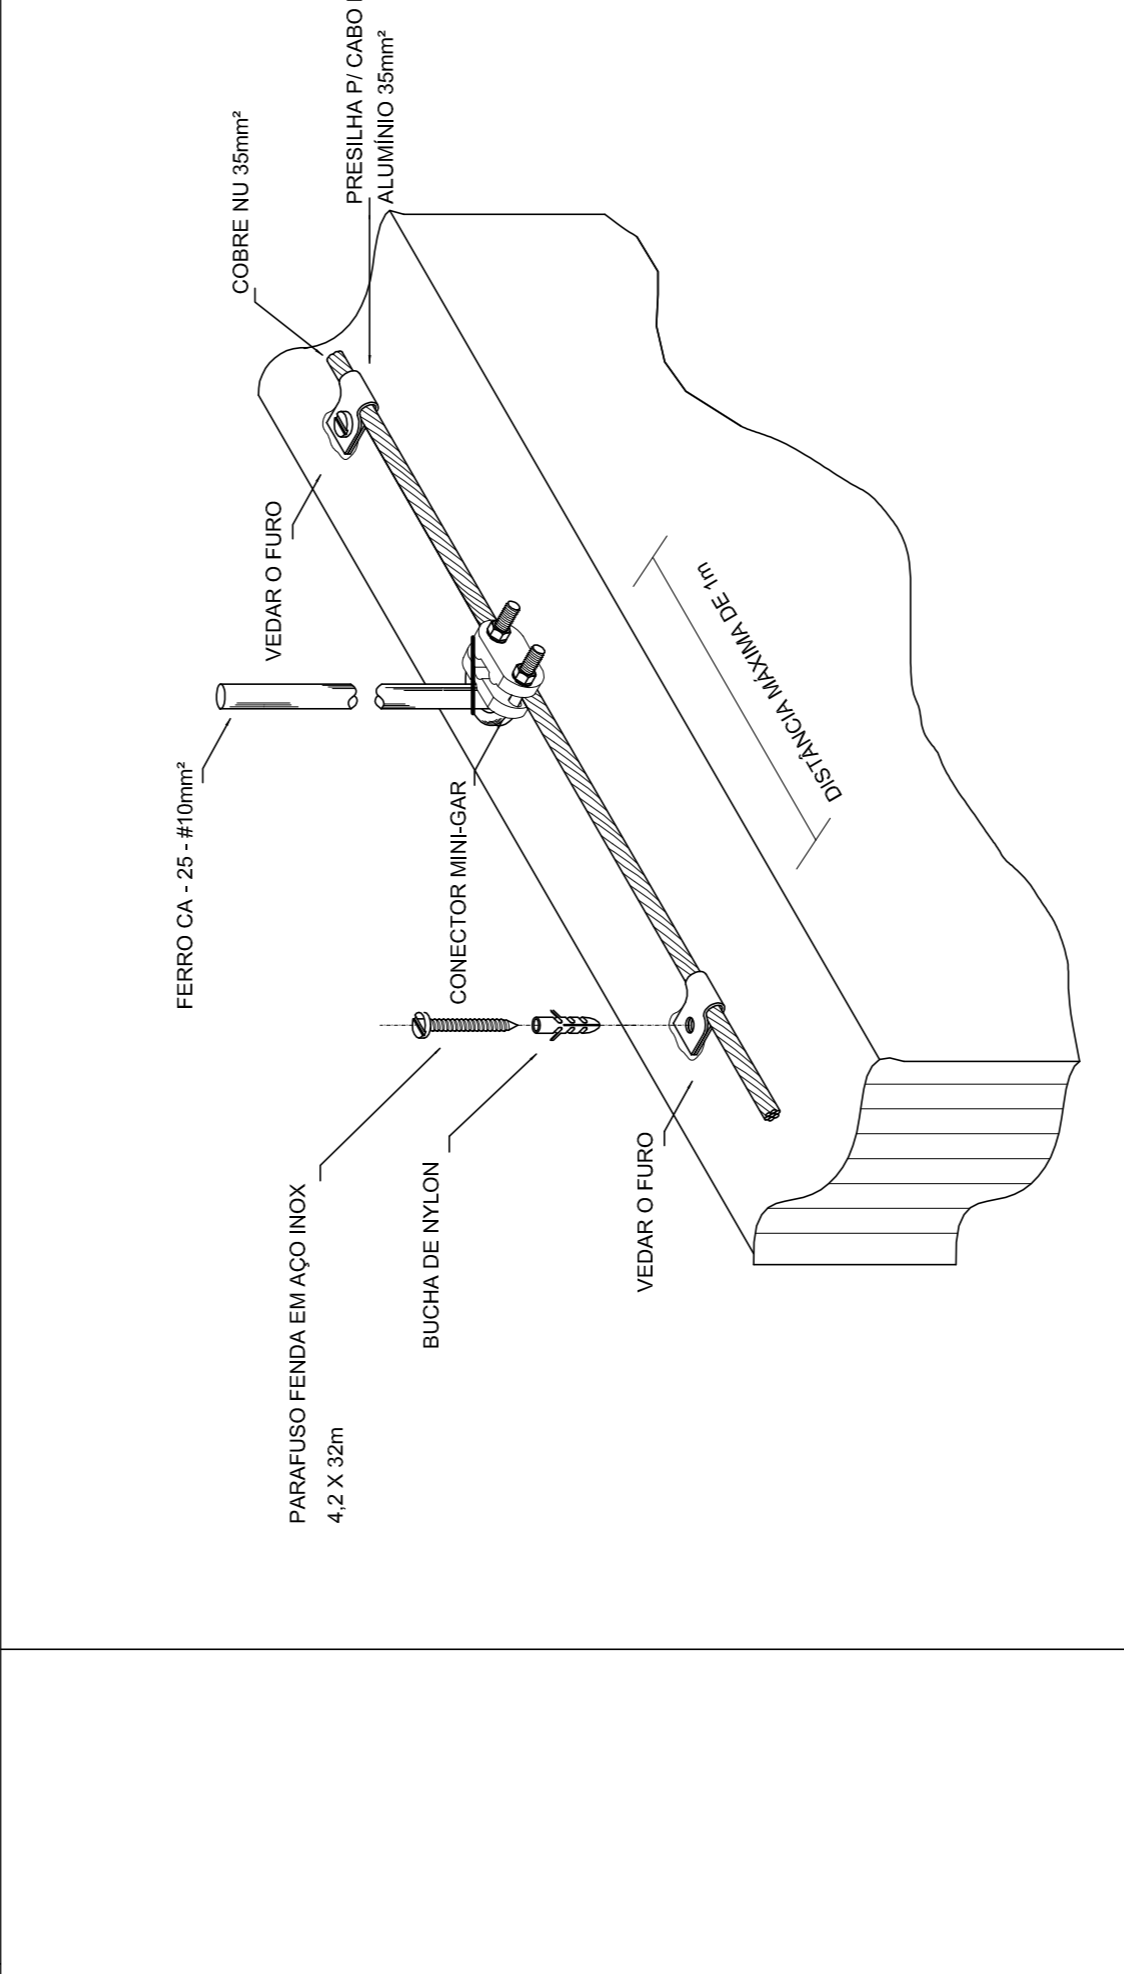 FERRO CA - 25 - #10mm²
COBRE NU 35mm²
PRESILHA P/ CABO
ALUMÍNIO 35mm²
VEDAR O FURO
CONECTOR MINI-GAR
PARAFUSO FENDA EM AÇO INOX
4,2 X 32m
BUCHA DE NYLON
VEDAR O FURO
DISTÂNCIA MÁXIMA DE 1m